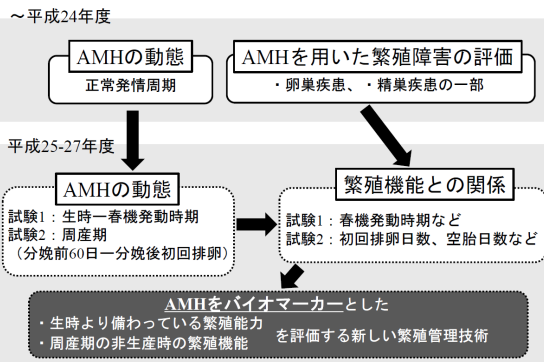 ～平成24年度
AMHの動態
正常発情周期
AMHを用いた繁殖障害の評価
・卵巣疾患、・精巣疾患の一部
平成25-27年度
AMHの動態
試験1：生時ー春機発動時期
試験2：周産期
（分娩前60日ー分娩後初回排卵）
繁殖機能との関係
試験1：春機発動時期など
試験2：初回排卵日数、空胎日数など
AMHをバイオマーカーとした
・生時より備わっている繁殖能力
・周産期の非生産時の繁殖機能
を評価する新しい繁殖管理技術